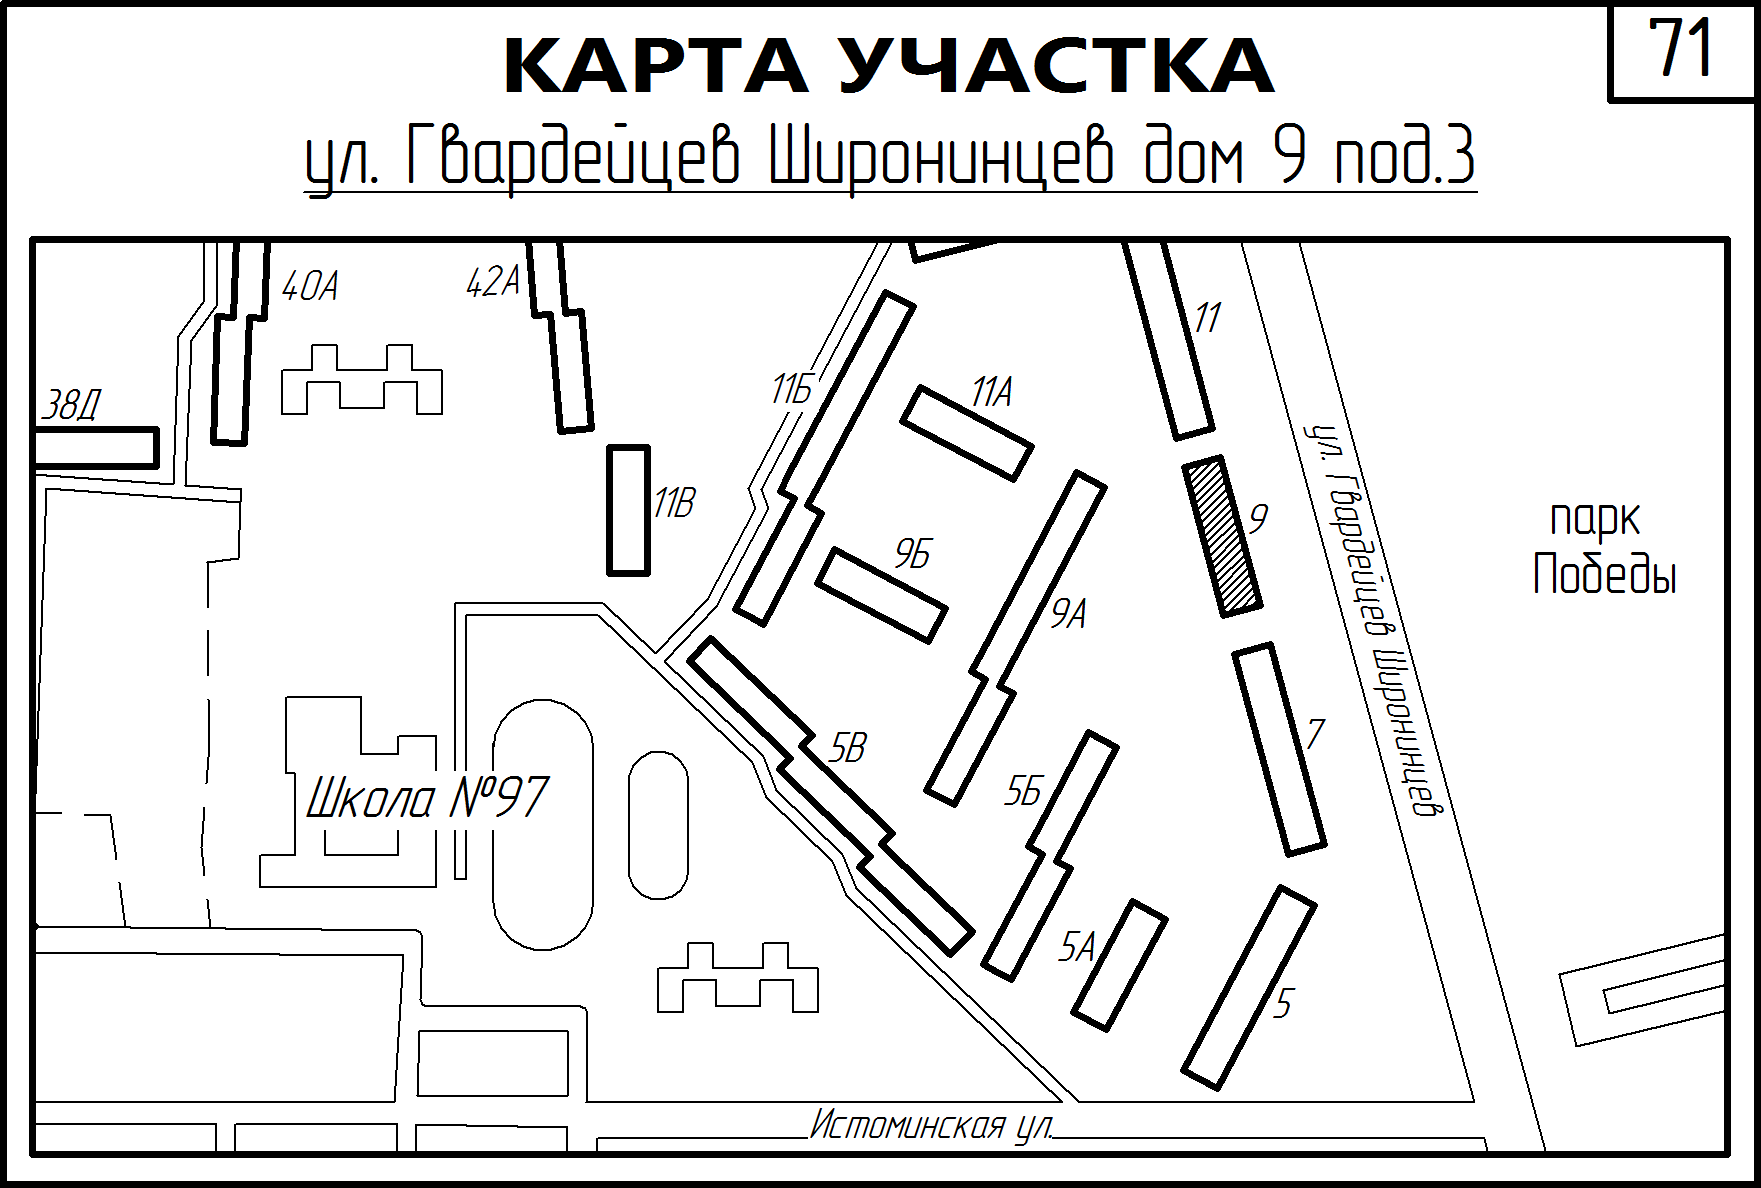 71
КАРТА УЧАСТКА
ул. Гвардейцев Широнинцев дом 9 под.3
40А
42А
11
11Б
11А
38Д
11В
9
парк
Победы
9Б
9А
ул. Гвардейцев Широнинцев
7
5В
5Б
Школа №97
5А
5
Истоминская ул.